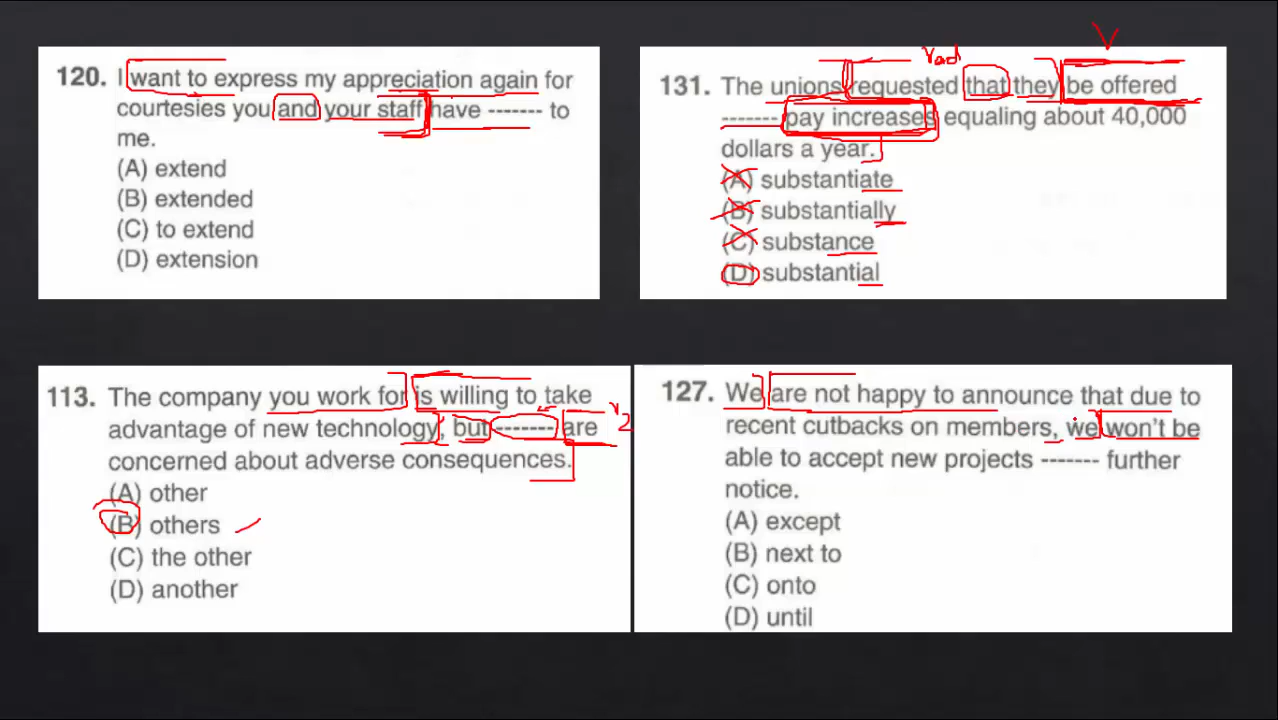 120. I want to express my appreciation again for
courtesies you and your staff have ------- to
me.
(A) extend
(B) extended
(C) to extend
(D) extension
131. The unions requested that they be offered
------- pay increases equaling about 40,000
dollars a year.
(A) substantiate
(B) substantially
(C) substance
(D) substantial
V
113. The company you work for is willing to take
advantage of new technology, but ------- are
concerned about adverse consequences.
(A) other
(B) others
(C) the other
(D) another
127. We are not happy to announce that due to
recent cutbacks on members, we won't be
able to accept new projects ------- further
notice.
(A) except
(B) next to
(C) onto
(D) until